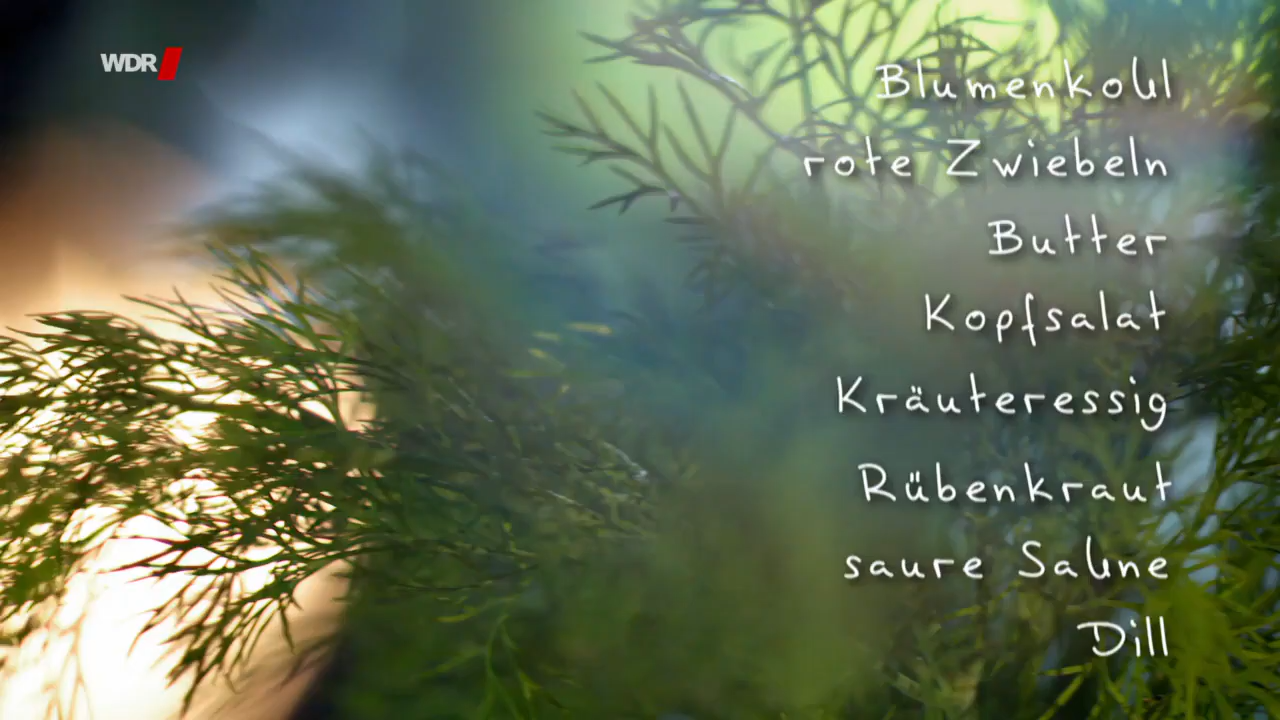 WDR
Blumenkohl
rote Zwiebeln
Butter
Kopfsalat
Kräuteressig
Rübenkraut
saure Sahne
Dill